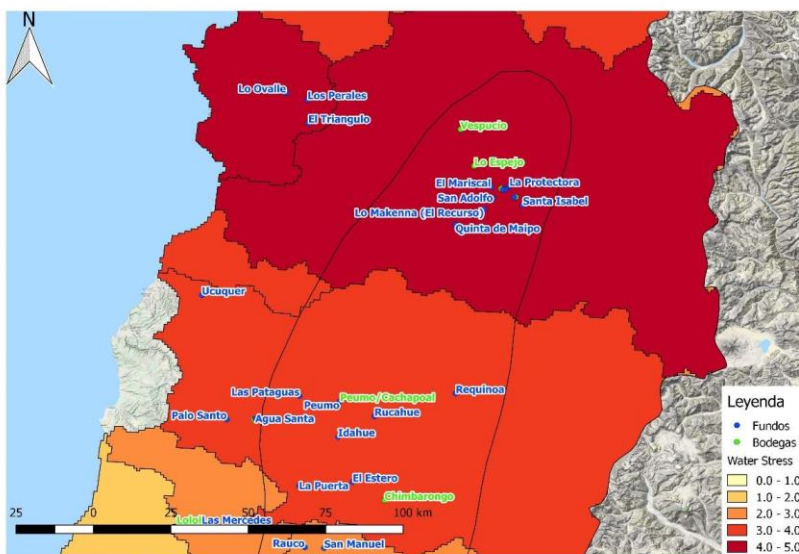 N
Lo Ovalle
Los Perales
El Triangulo
Vespucio
Lo Espejo
El Mariscal
La Protectora
San Adolfo
Santa Isabel
Lo Makenna (El Recurso)
Quinta de Maipo
Ucuquer
Las Pataguas
Peumo/Cachapoal
Requinoa
Peumo
Palo Santo
Agua Santa
Rucahue
Idahue
La Puerta
El Estero
Chimbarongo
Lolol
Las Mercedes
Rauco
San Manuel
25 0 25 50 75 100 km
Leyenda
Fundos
Bodegas
Water Stress
0.0 - 1.0
1.0 - 2.0
2.0 - 3.0
3.0 - 4.0
4.0 - 5.0